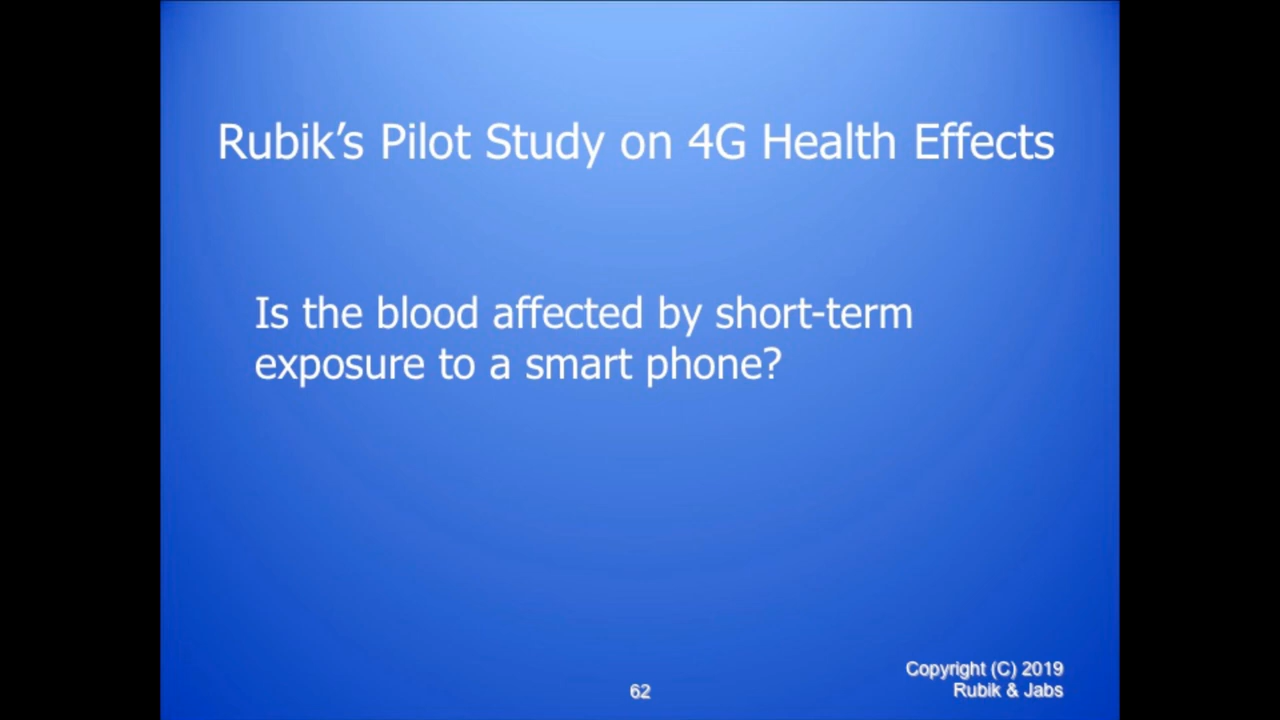 Rubik’s Pilot Study on 4G Health Effects
Is the blood affected by short-term
exposure to a smart phone?
62
Copyright (C) 2019
Rubik & Jabs